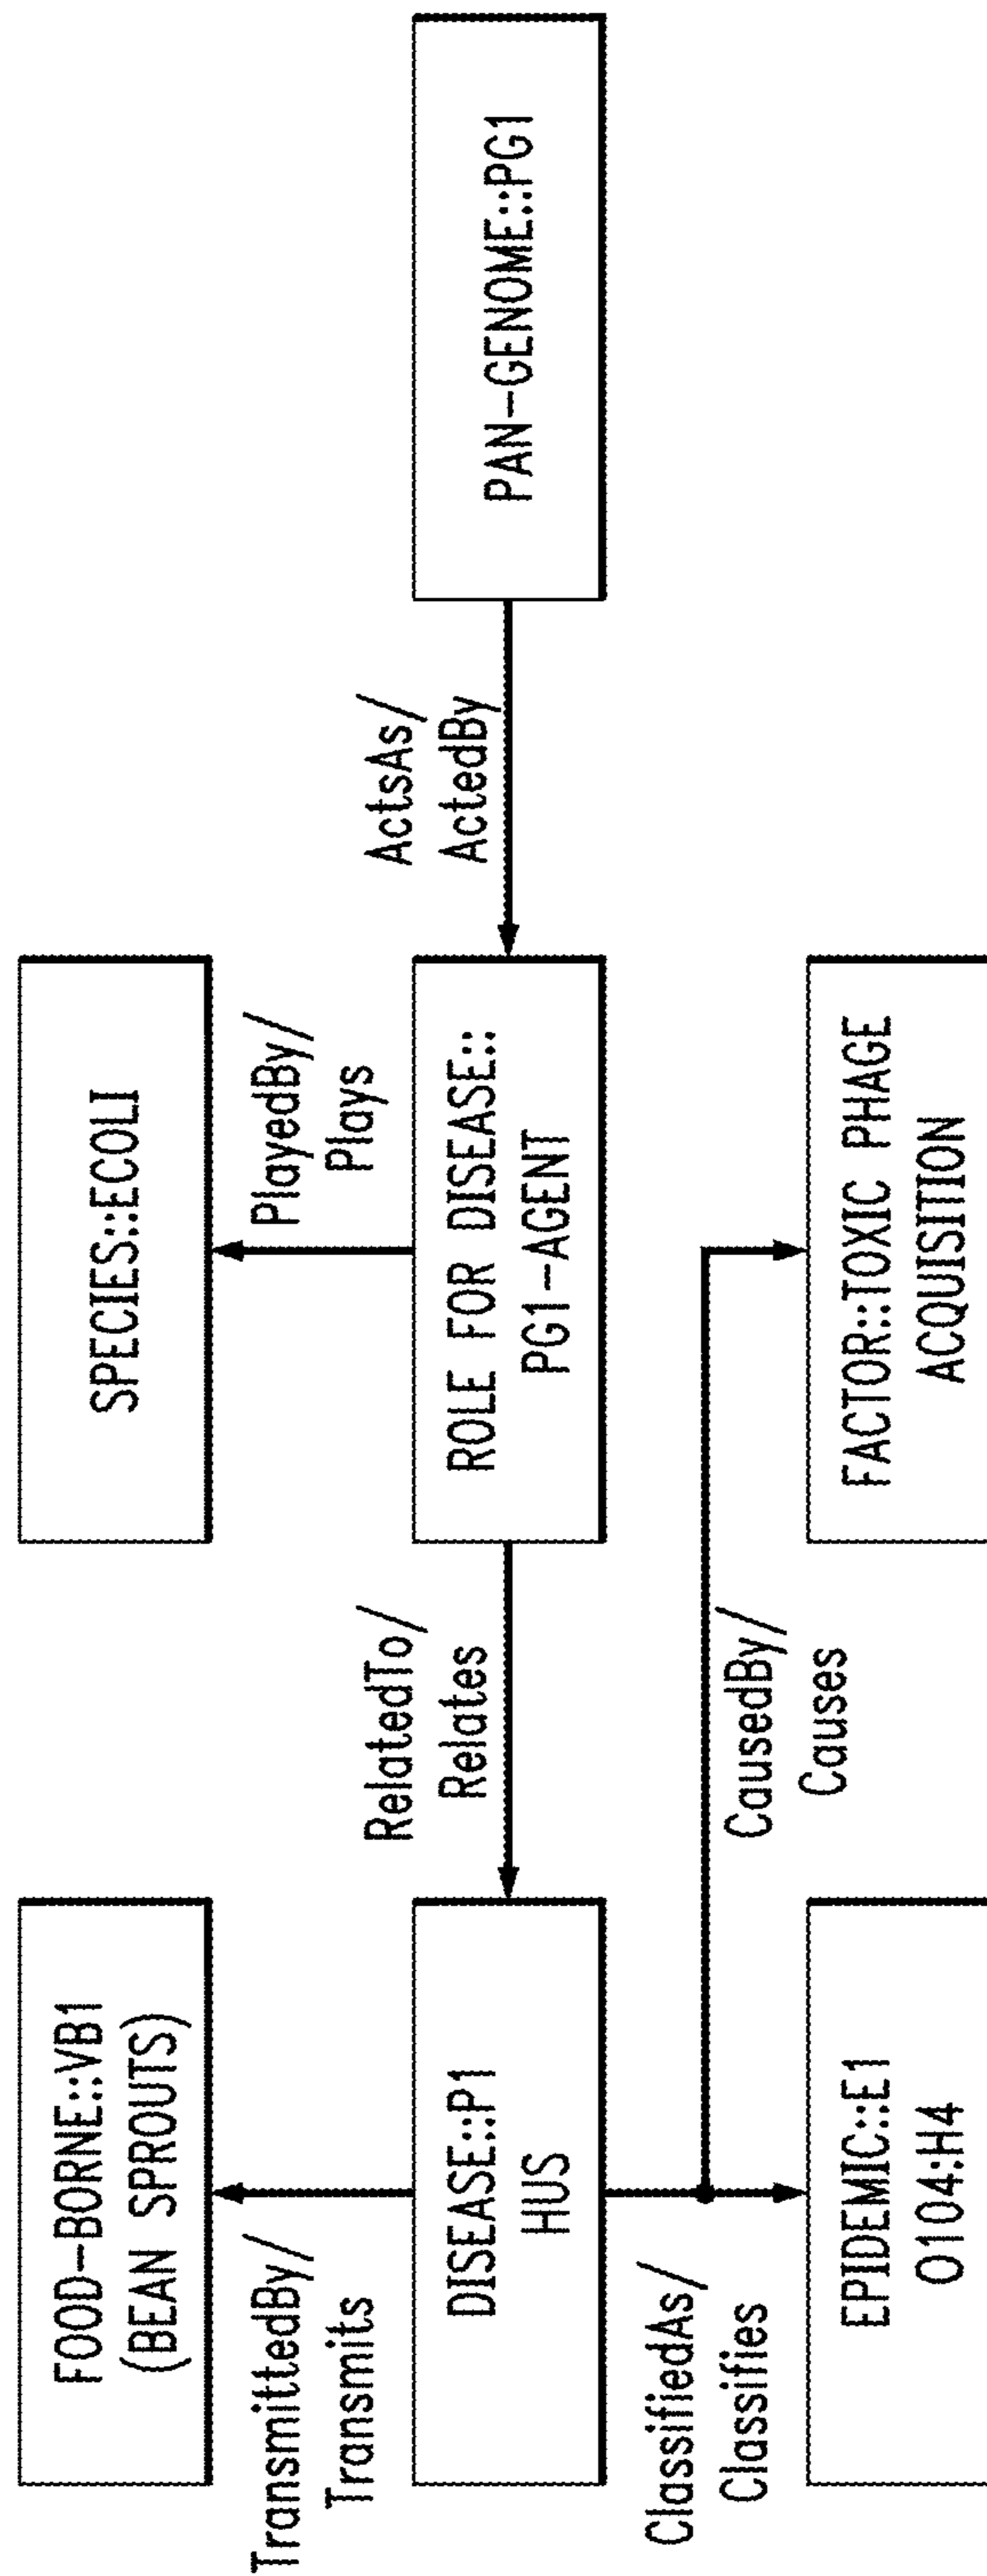 FOOD-BORNE::VB1
(BEAN SPROUTS)
SPECIES::ECOLI
TransmittedBy/
Transmits
PlayedBy/
Plays
DISEASE::P1
HUS
RelatedTo/
Relates
ROLE FOR DISEASE::
PG1-AGENT
ActsAs/
ActedBy
PAN-GENOME::PG1
ClassifiedAs/
Classifies
CausedBy/
Causes
EPIDEMIC::E1
O104:H4
FACTOR::TOXIC PHAGE
ACQUISITION